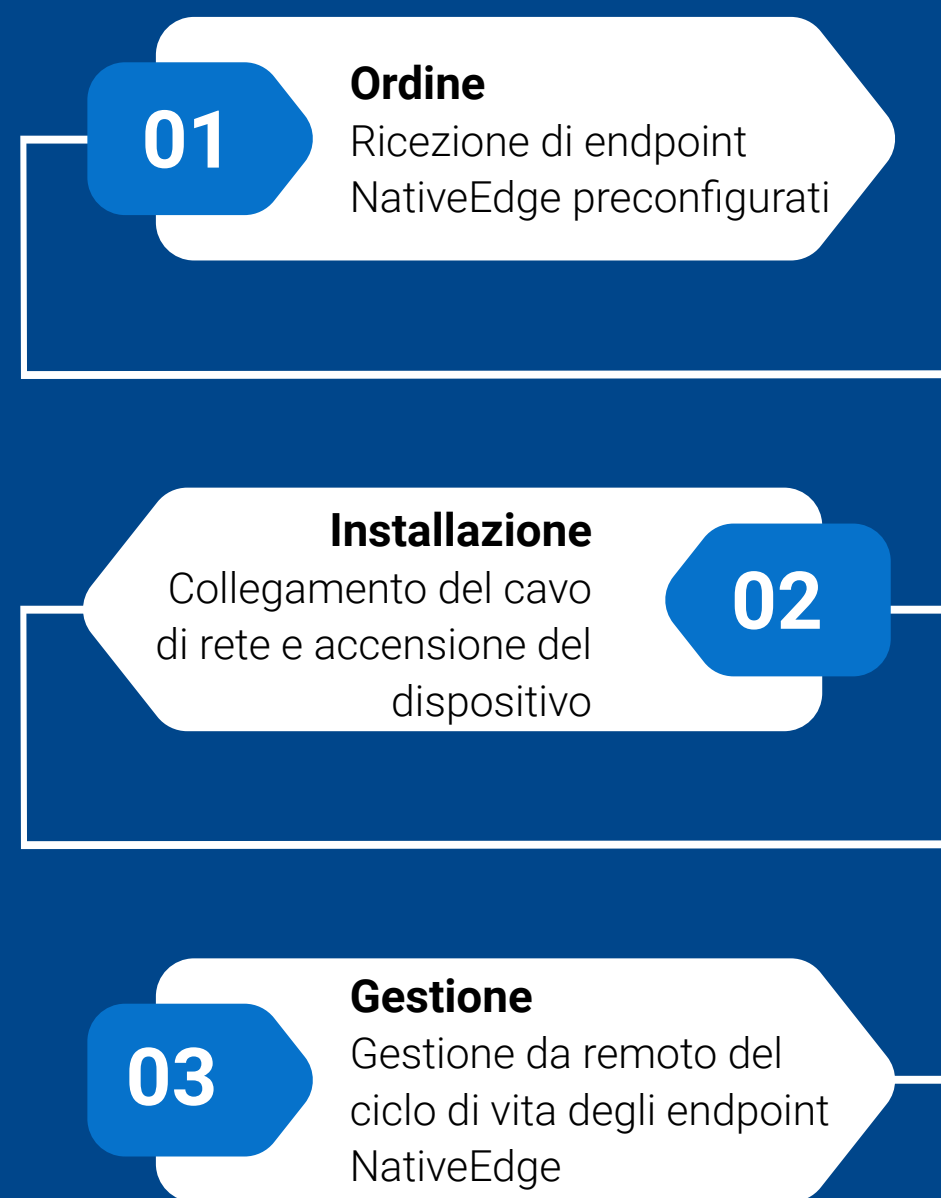 01
Ordine
Ricezione di endpoint
NativeEdge preconfigurati
Installazione
Collegamento del cavo
di rete e accensione del
dispositivo
02
03
Gestione
Gestione da remoto del
ciclo di vita degli endpoint
NativeEdge